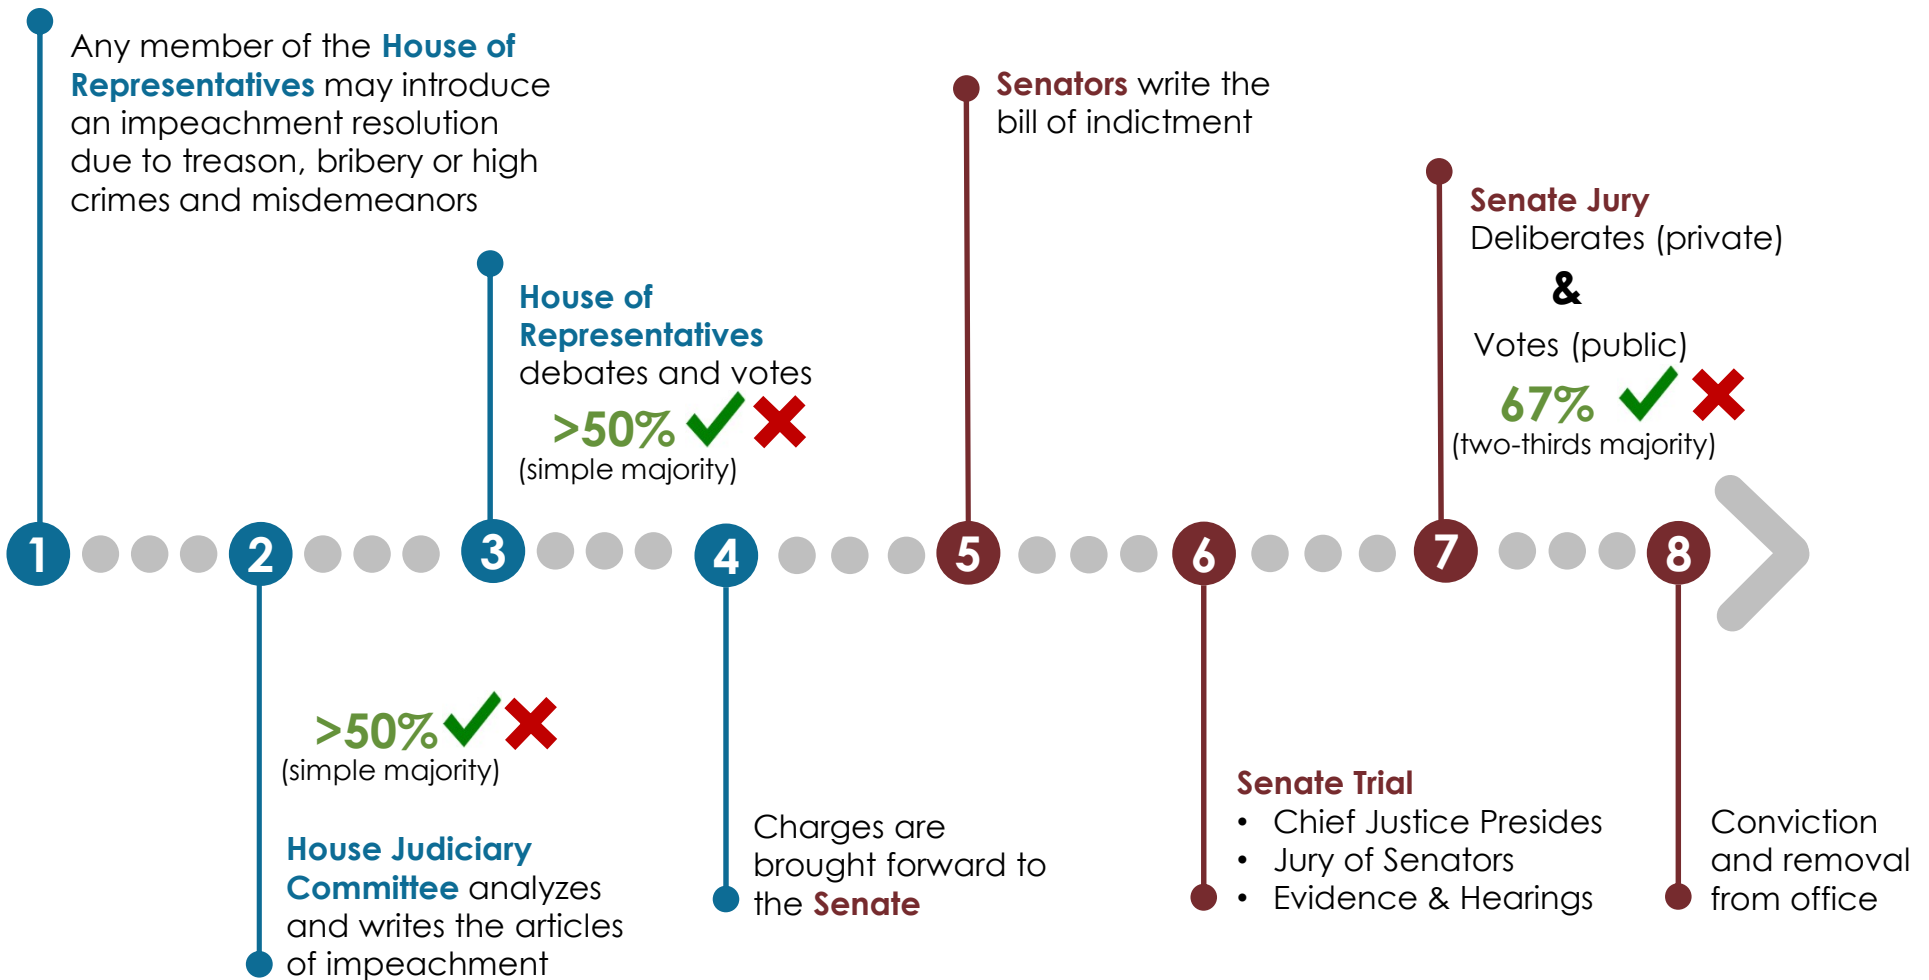 Any member of the House of
Representatives may introduce
an impeachment resolution
due to treason, bribery or high
crimes and misdemeanors
House of
Representatives
debates and votes
>50%
(simple majority)
Senators write the
bill of indictment
Senate Jury
Deliberates (private)
&
Votes (public)
67%
(two-thirds majority)
1
2
3
4
5
6
7
8
>50%
(simple majority)
House Judiciary
Committee analyzes
and writes the articles
of impeachment
Charges are
brought forward to
the Senate
Senate Trial
• Chief Justice Presides
• Jury of Senators
• Evidence & Hearings
Conviction
and removal
from office